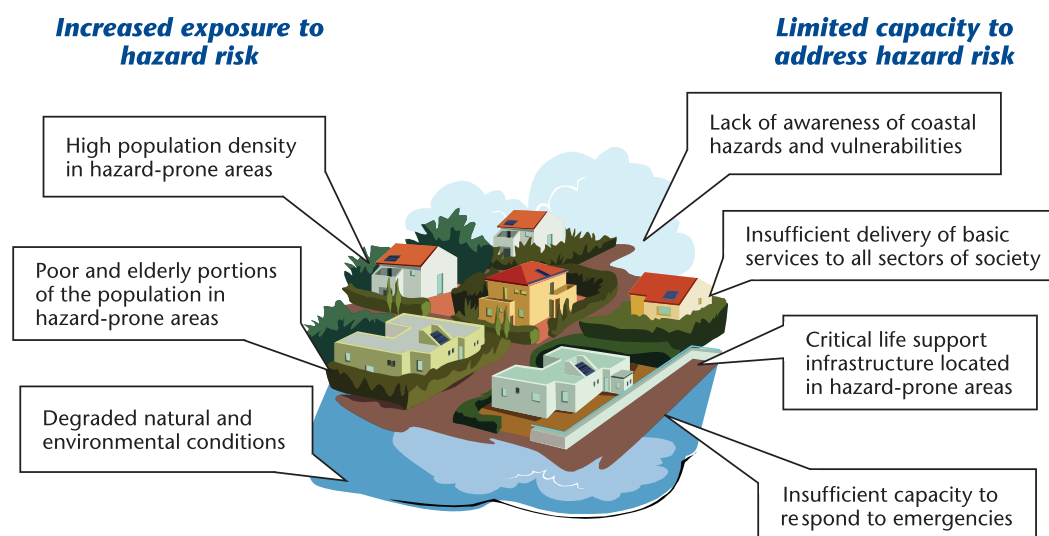 Increased exposure to
hazard risk
High population density
in hazard-prone areas
Poor and elderly portions
of the population in
hazard-prone areas
Degraded natural and
environmental conditions
Limited capacity to
address hazard risk
Lack of awareness of coastal
hazards and vulnerabilities
Insufficient delivery of basic
services to all sectors of society
Critical life support
infrastructure located
in hazard-prone areas
Insufficient capacity to
respond to emergencies